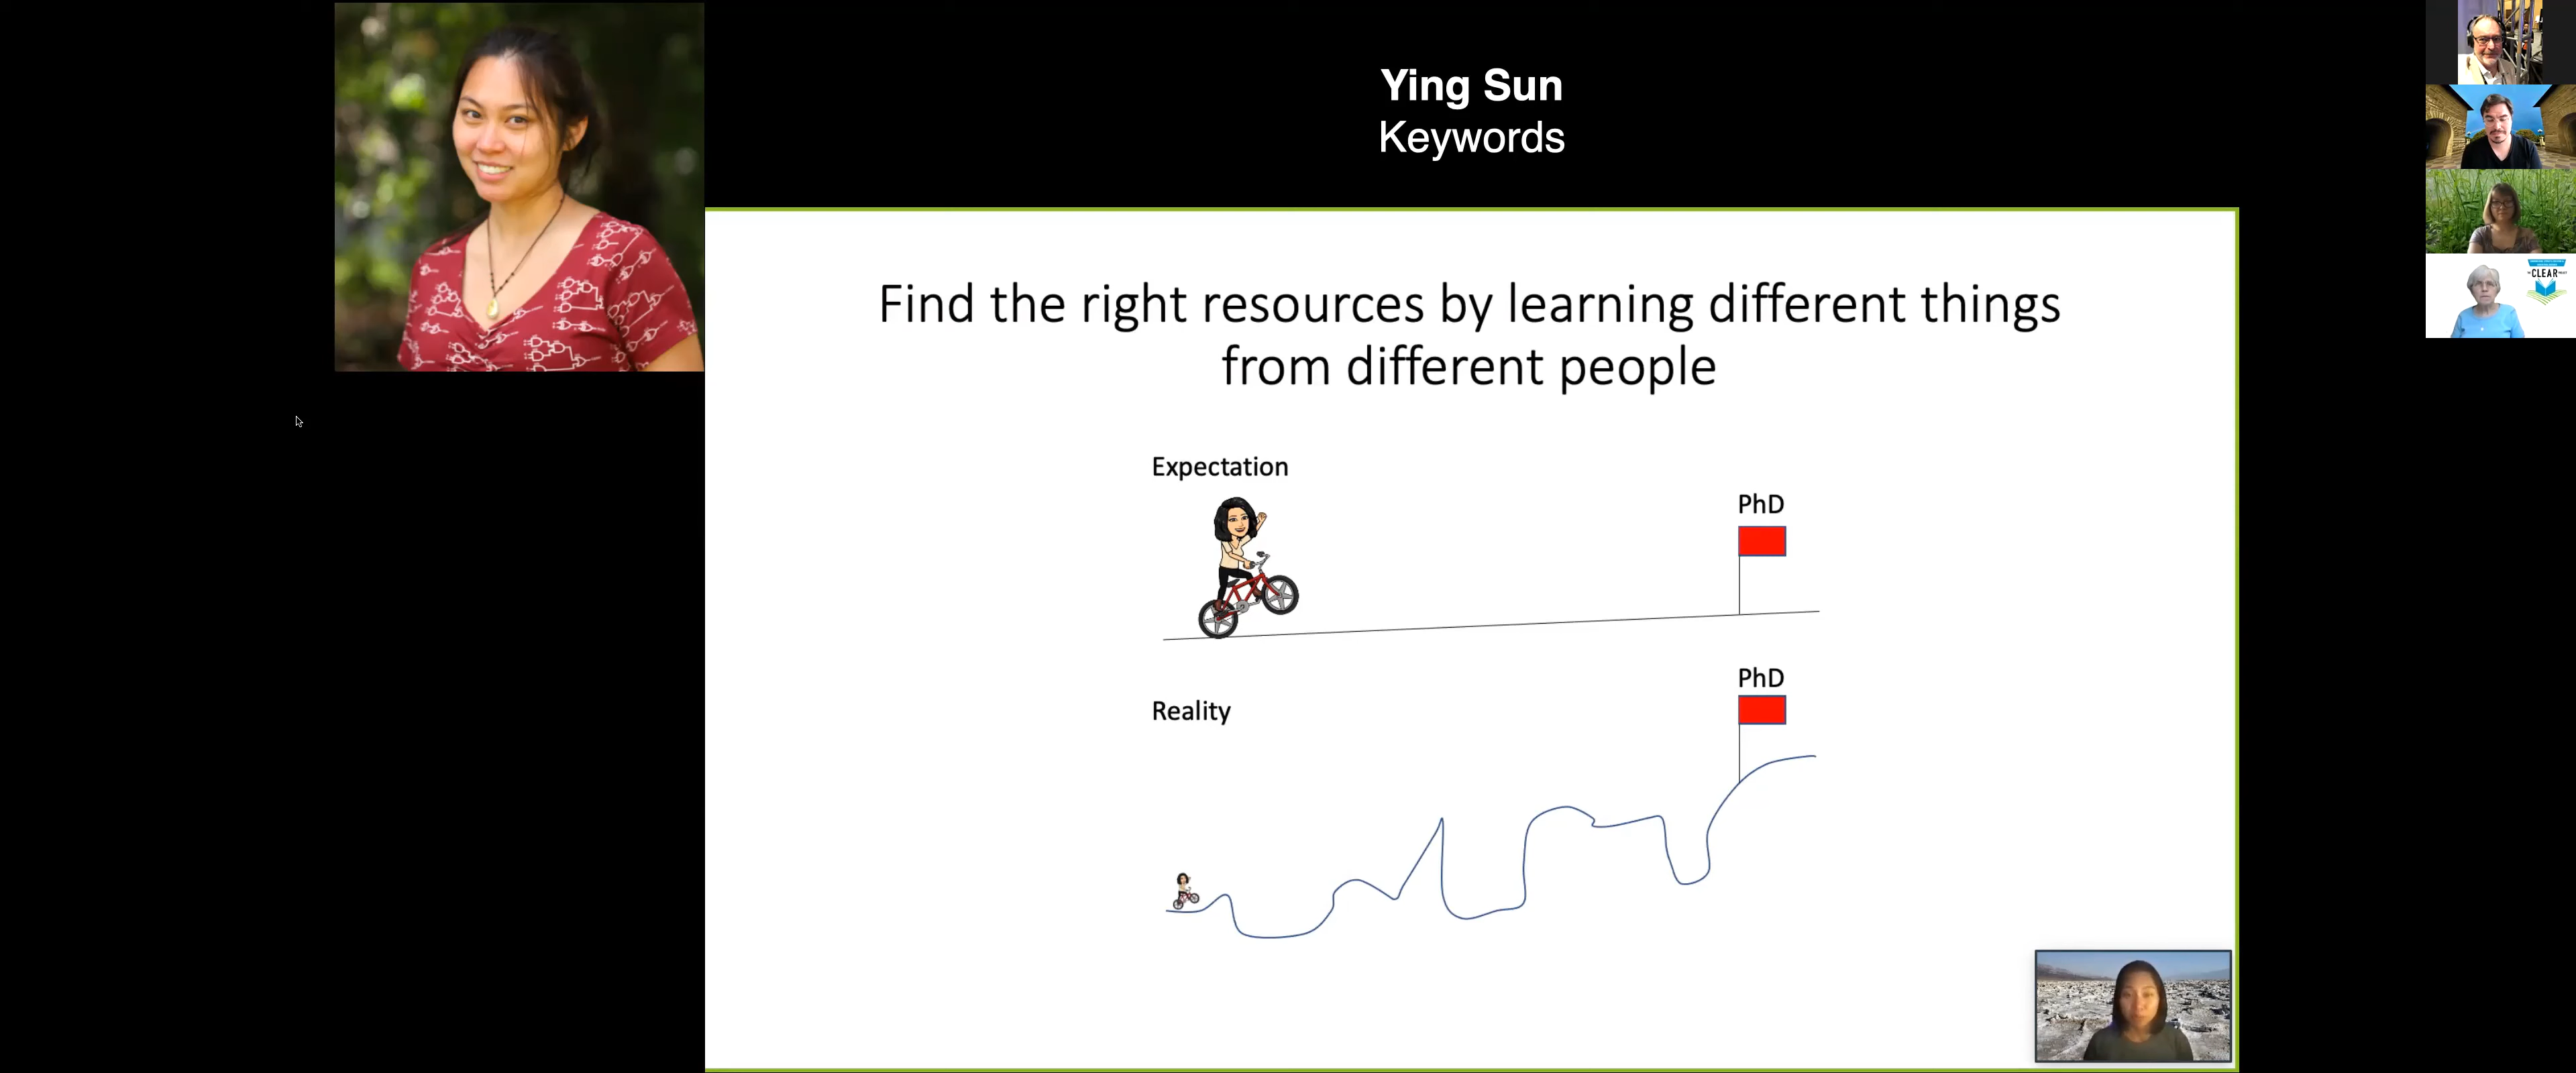 Ying Sun
Keywords
Find the right resources by learning different things
from different people
Expectation
PhD
PhD
Reality
CLEAR